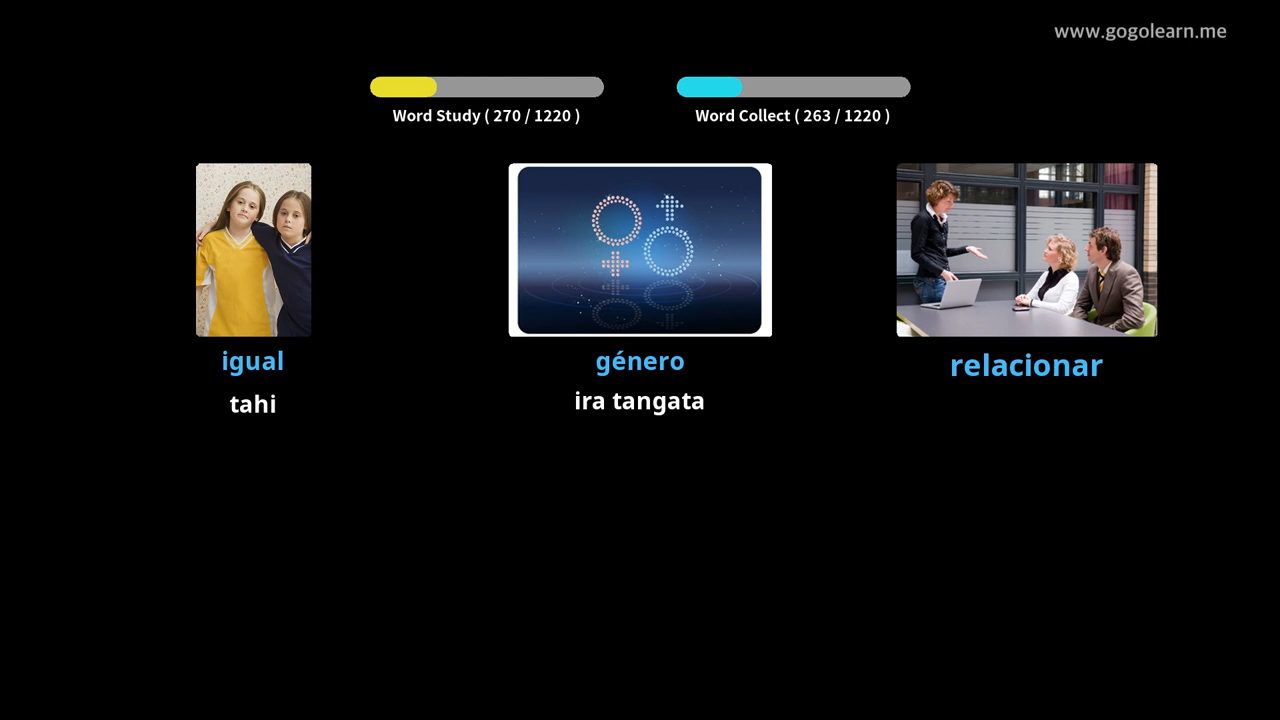 www.gogolearn.me
Word Study ( 270 / 1220 )
Word Collect ( 263 / 1220 )
igual
género
relacionar
tahi
ira tangata